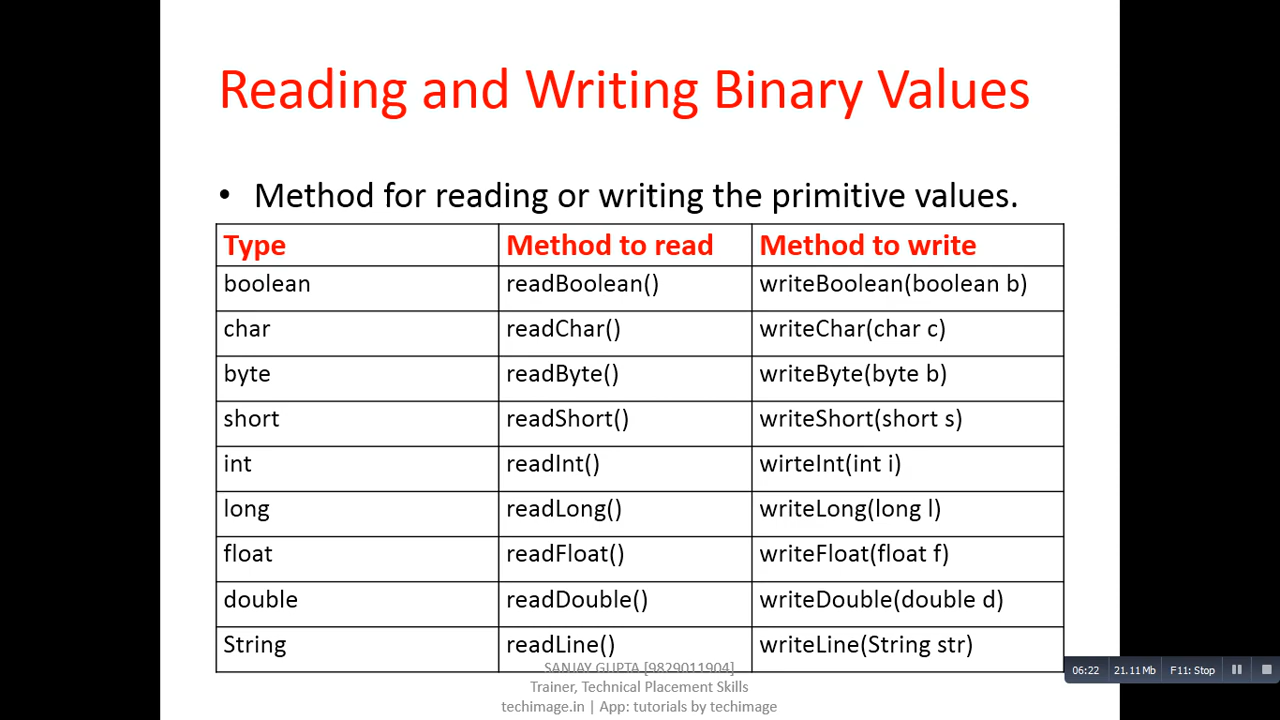 Reading and Writing Binary Values
• Method for reading or writing the primitive values.
Type Method to read Method to write
boolean readBoolean() writeBoolean(boolean b)
char readChar() writeChar(char c)
byte readByte() writeByte(byte b)
short readShort() writeShort(short s)
int readInt() wirteInt(int i)
long readLong() writeLong(long l)
float readFloat() writeFloat(float f)
double readDouble() writeDouble(double d)
String readLine() writeLine(String str)
SANJAY GUPTA [9829011904]
Trainer, Technical Placement Skills
techimage.in | App: tutorials by techimage
06:22 21.11 Mb F11: Stop